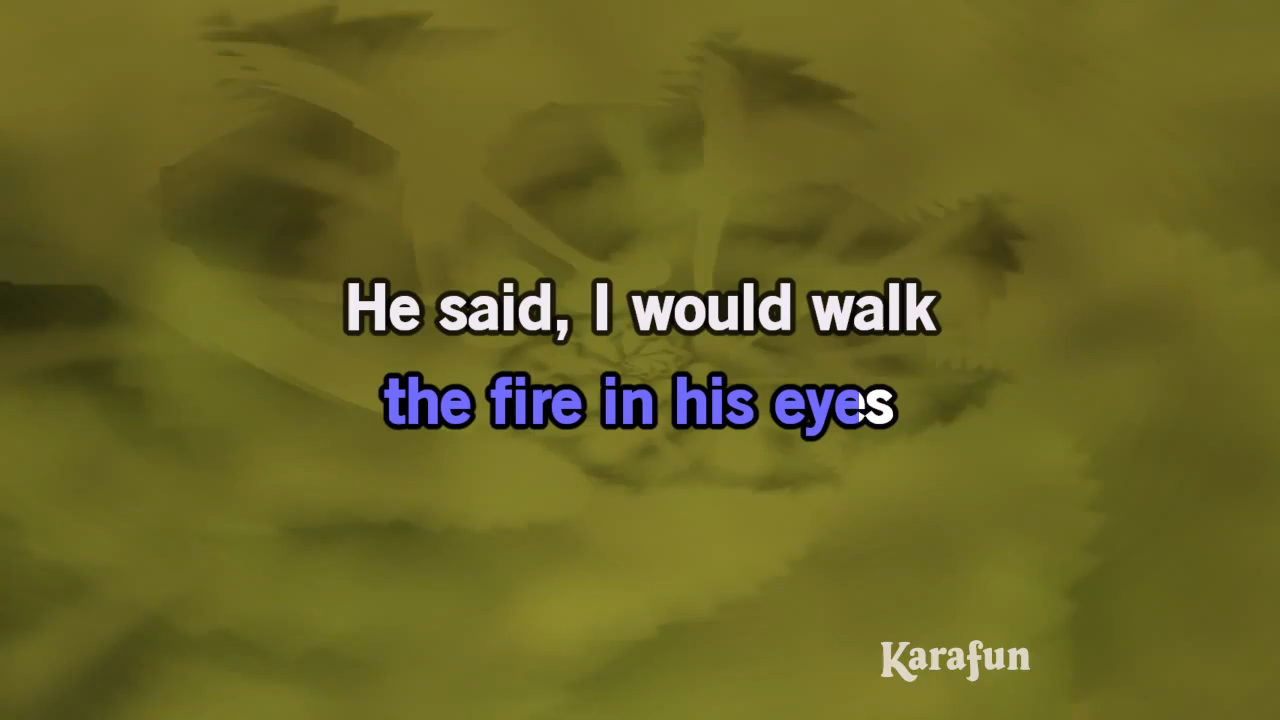 He said, I would walk
the fire in his eyes
Karafun